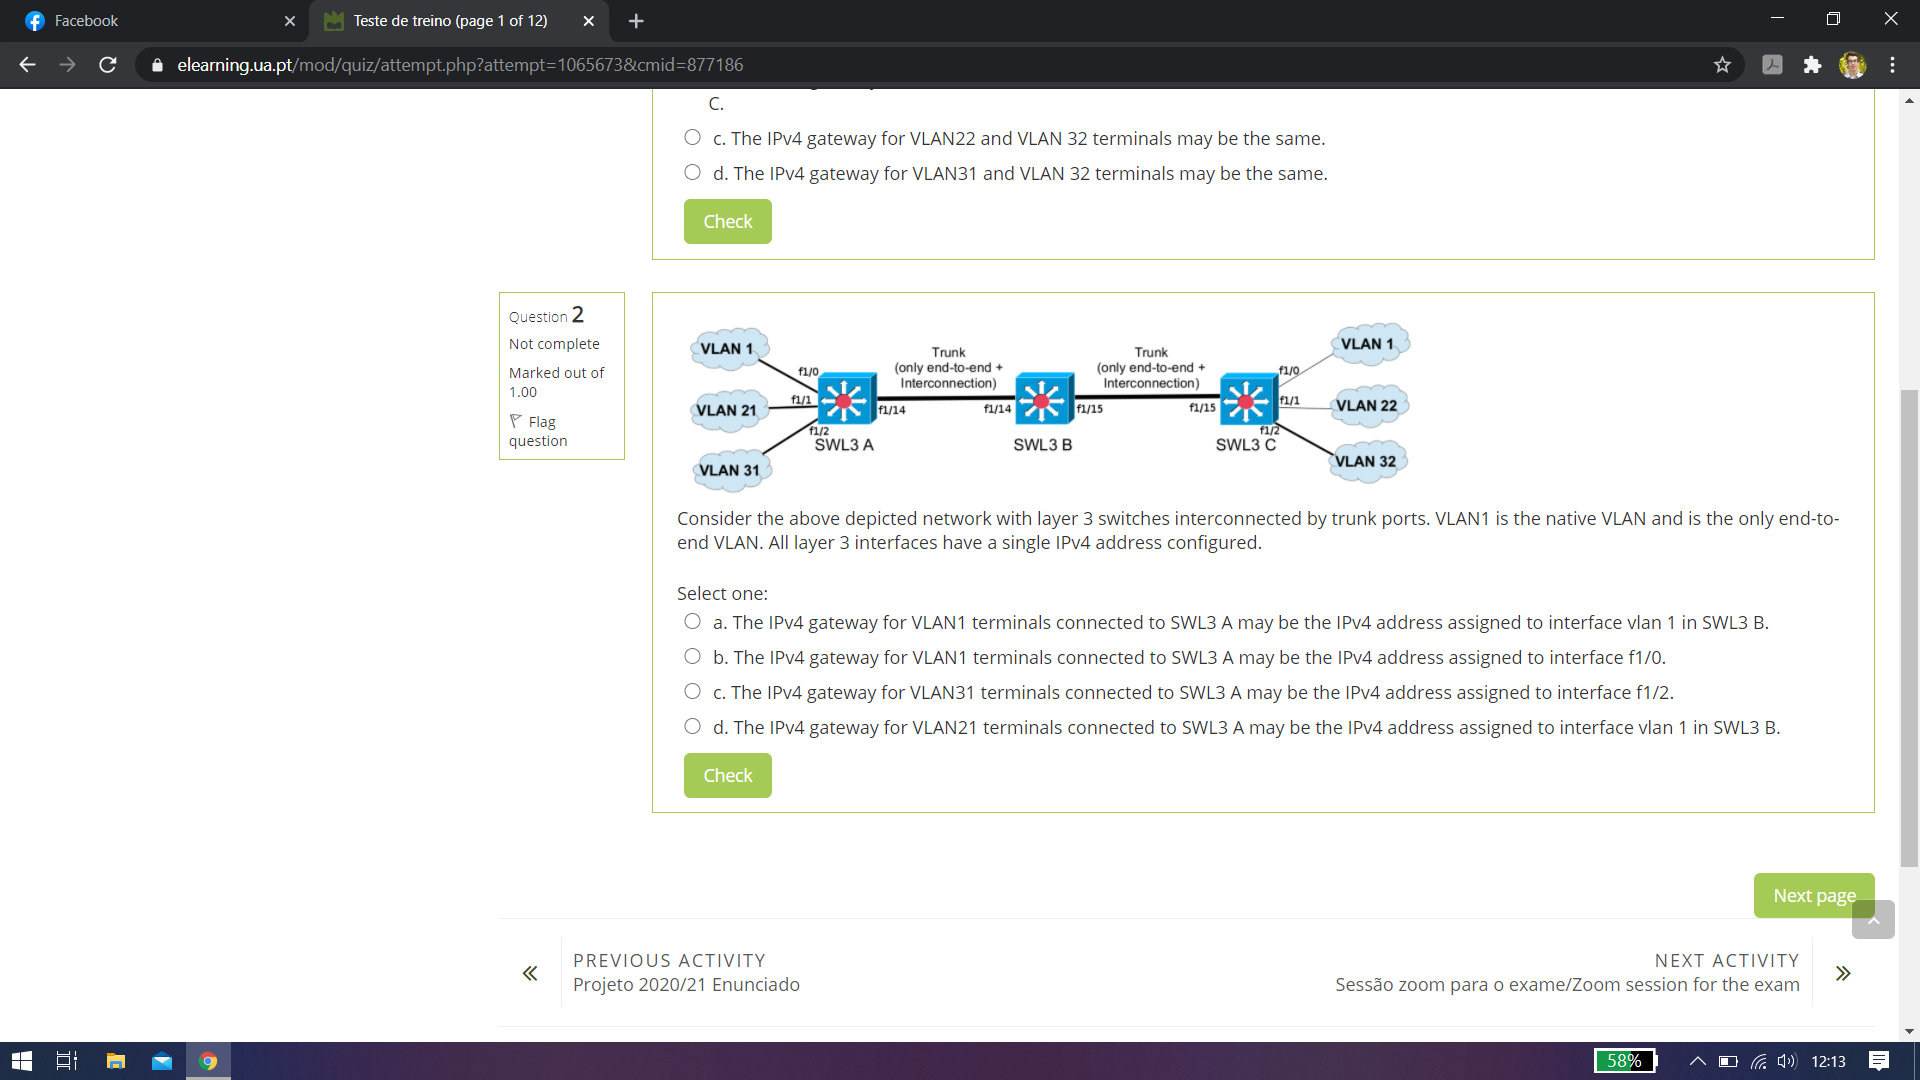 Facebook
Teste de treino (page 1 of 12)
elearning.ua.pt/mod/quiz/attempt.php?attempt=1065673&cmid=877186
C.
c. The IPv4 gateway for VLAN22 and VLAN 32 terminals may be the same.
d. The IPv4 gateway for VLAN31 and VLAN 32 terminals may be the same.
Check
Question 2
Not complete
Marked out of
1.00
Flag
question
VLAN 1
VLAN 21
VLAN 31
f1/0
f1/1
f1/2
SWL3 A
f1/14
Trunk
(only end-to-end +
Interconnection)
f1/14
SWL3 B
f1/15
Trunk
(only end-to-end +
Interconnection)
f1/15
SWL3 C
f1/0
f1/1
f1/2
VLAN 1
VLAN 22
VLAN 32
Consider the above depicted network with layer 3 switches interconnected by trunk ports. VLAN1 is the native VLAN and is the only end-to-
end VLAN. All layer 3 interfaces have a single IPv4 address configured.
Select one:
a. The IPv4 gateway for VLAN1 terminals connected to SWL3 A may be the IPv4 address assigned to interface vlan 1 in SWL3 B.
b. The IPv4 gateway for VLAN1 terminals connected to SWL3 A may be the IPv4 address assigned to interface f1/0.
c. The IPv4 gateway for VLAN31 terminals connected to SWL3 A may be the IPv4 address assigned to interface f1/2.
d. The IPv4 gateway for VLAN21 terminals connected to SWL3 A may be the IPv4 address assigned to interface vlan 1 in SWL3 B.
Check
Next page
PREVIOUS ACTIVITY
Projeto 2020/21 Enunciado
NEXT ACTIVITY
Sessão zoom para o exame/Zoom session for the exam
58%
12:13